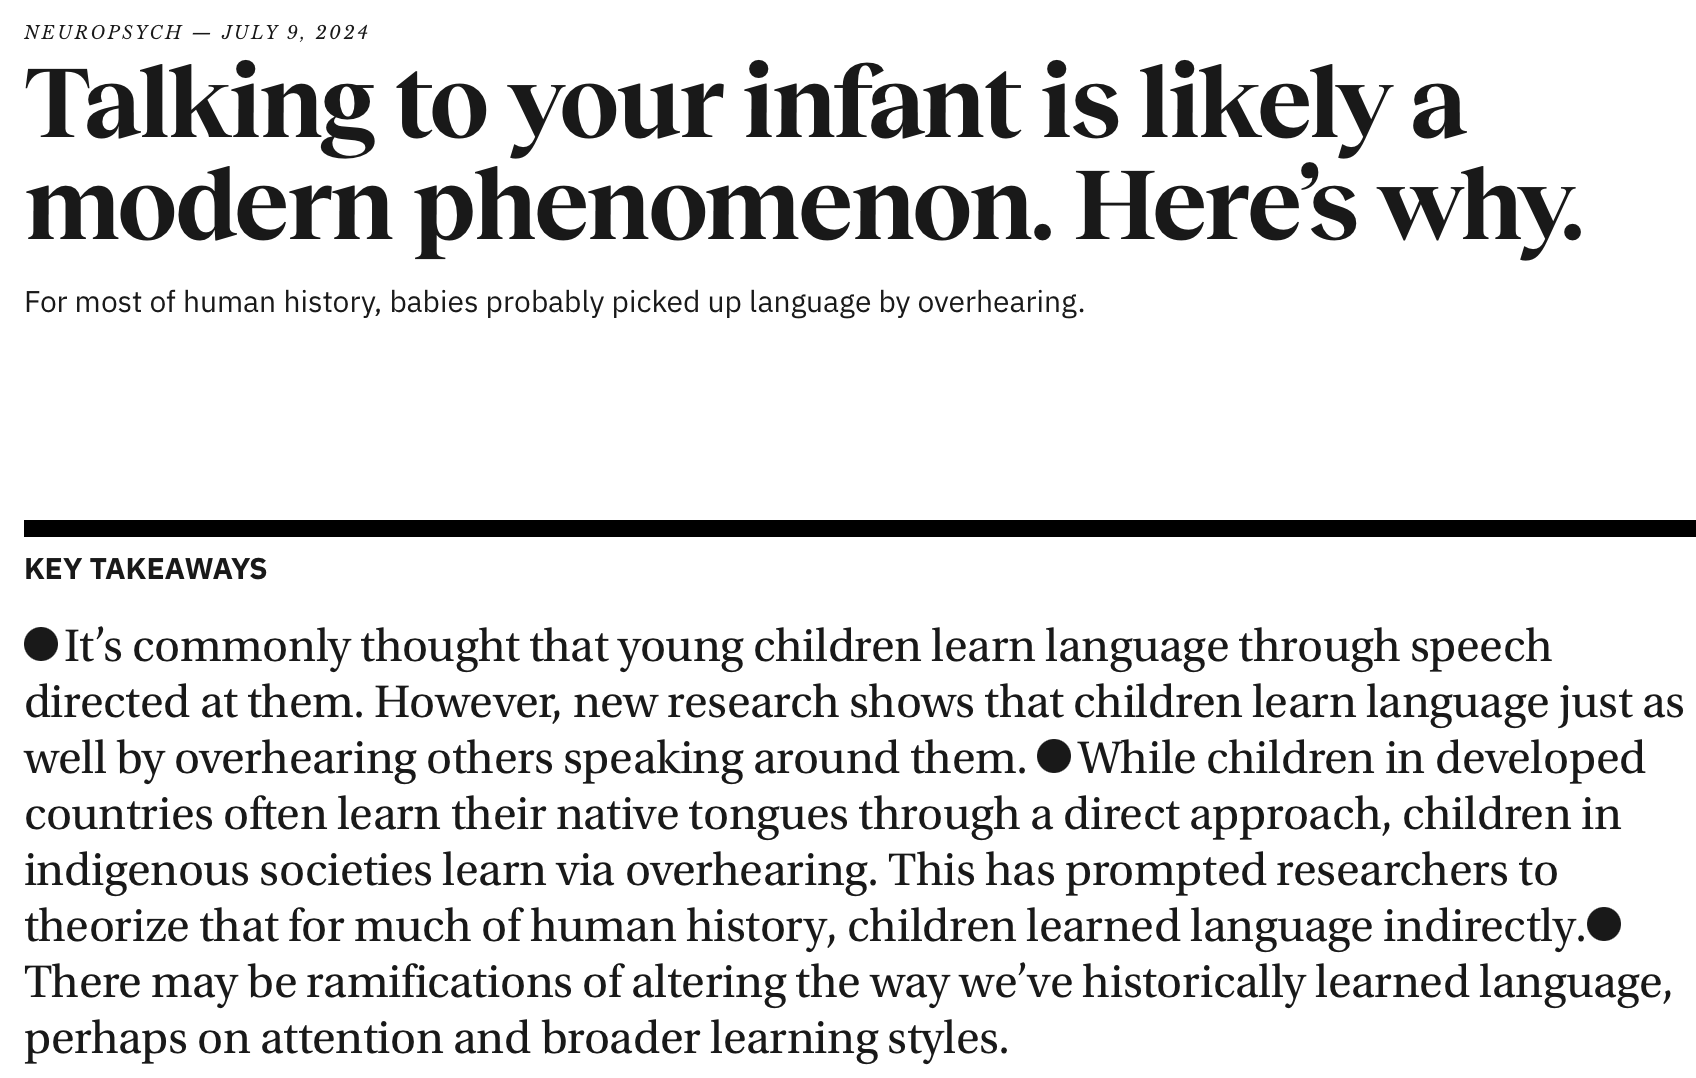 NEUROPSYCH — JULY 9, 2024
Talking to your infant is likely a
modern phenomenon. Here’s why.
For most of human history, babies probably picked up language by overhearing.
KEY TAKEAWAYS
●It’s commonly thought that young children learn language through speech
directed at them. However, new research shows that children learn language just as
well by overhearing others speaking around them. ●While children in developed
countries often learn their native tongues through a direct approach, children in
indigenous societies learn via overhearing. This has prompted researchers to
theorize that for much of human history, children learned language indirectly.●
There may be ramifications of altering the way we’ve historically learned language,
perhaps on attention and broader learning styles.